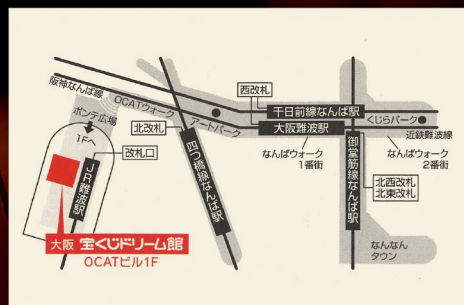 阪神なんば線
OCATウォーク
アートパーク
ポンテ広場
1Fへ
北改札
改札口
JR難波駅
四つ橋線なんば駅
西改札
千日前線なんば駅
大阪難波駅
くじらパーク
近鉄難波線
なんばウォーク
1番街
御堂筋線なんば駅
なんばウォーク
2番街
北西改札
北東改札
なんなん
タウン
大阪 宝くじドリーム館
OCATビル1F